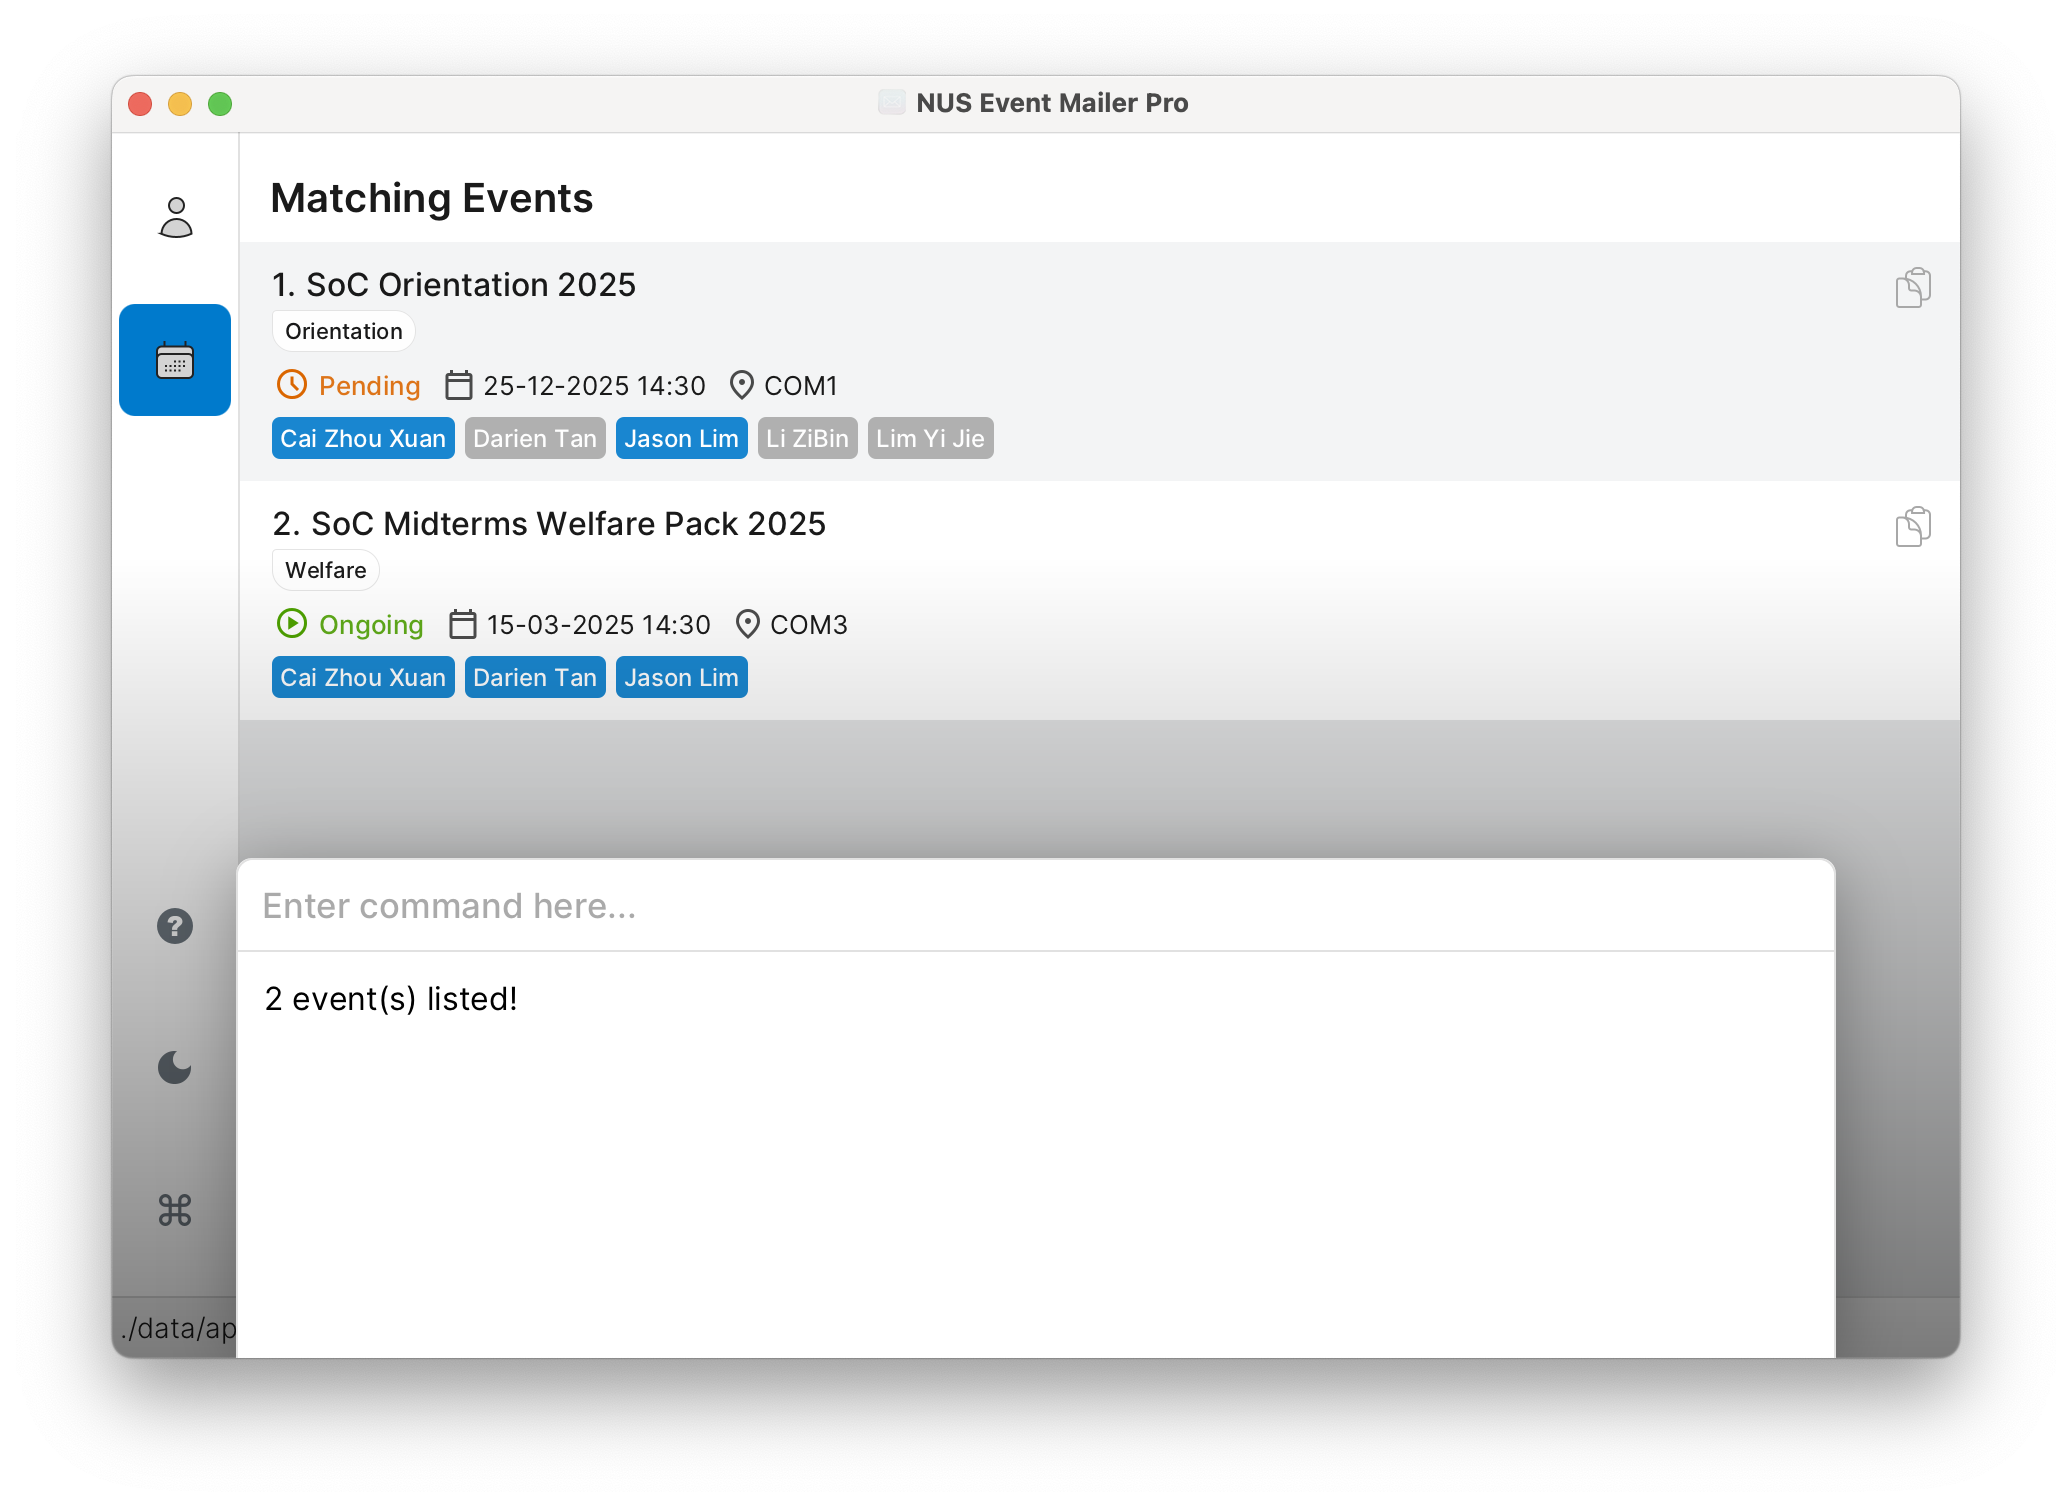 NUS Event Mailer Pro
Matching Events
1. SoC Orientation 2025
Orientation
Pending 25-12-2025 14:30 COM1
Cai Zhou Xuan Darien Tan Jason Lim Li ZiBin Lim Yi Jie
2. SoC Midterms Welfare Pack 2025
Welfare
Ongoing 15-03-2025 14:30 COM3
Cai Zhou Xuan Darien Tan Jason Lim
?
Enter command here...
2 event(s) listed!
./data/ap